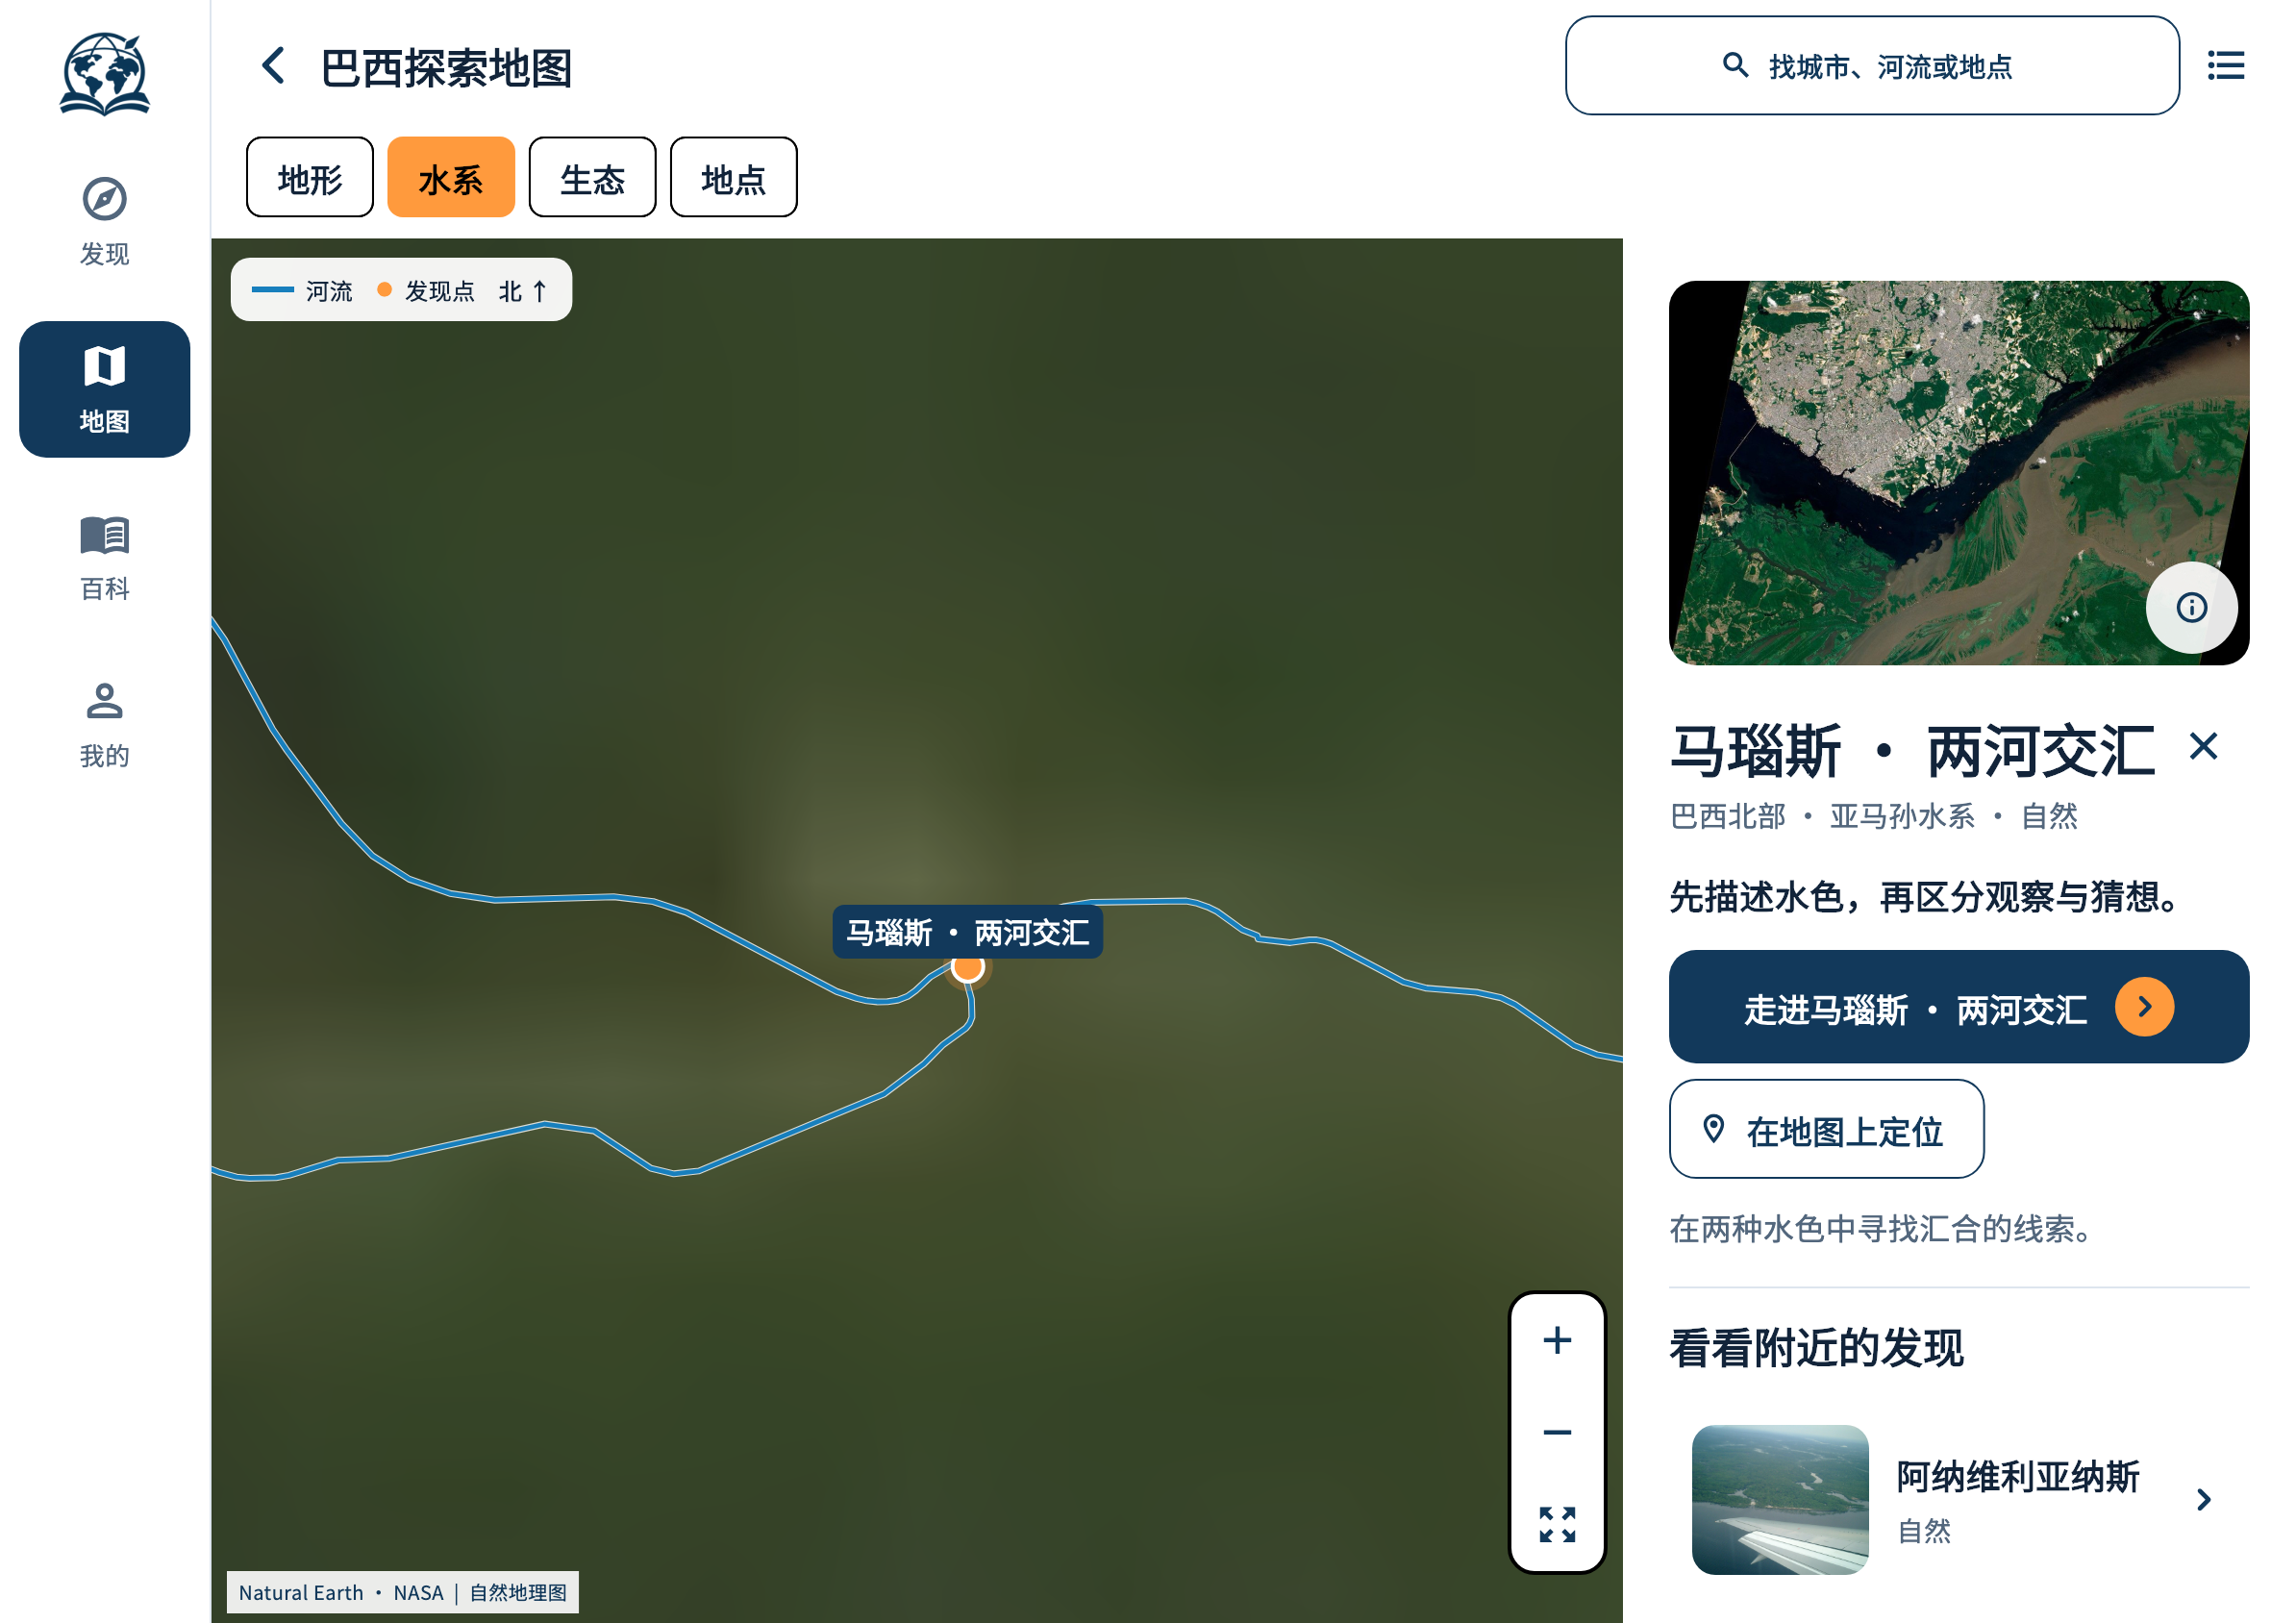 巴西探索地图
找城市、河流或地点
地形
水系
生态
地点
发现
地图
百科
我的
河流
发现点
北 ↑
马瑙斯 · 两河交汇
Natural Earth · NASA | 自然地理图
马瑙斯 · 两河交汇
巴西北部 · 亚马孙水系 · 自然
先描述水色，再区分观察与猜想。
走进马瑙斯 · 两河交汇
在地图上定位
在两种水色中寻找汇合的线索。
看看附近的发现
阿纳维利亚纳斯
自然